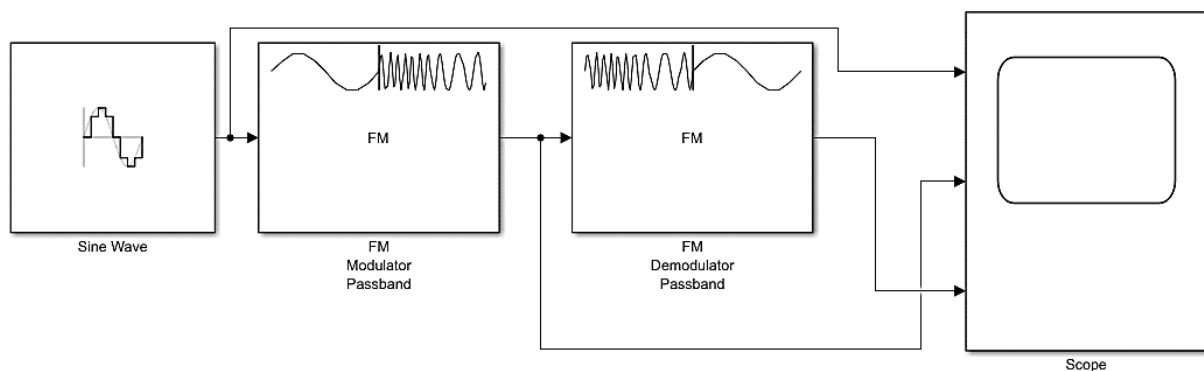 FM
FM
Sine Wave
FM
Modulator
Passband
FM
Demodulator
Passband
Scope